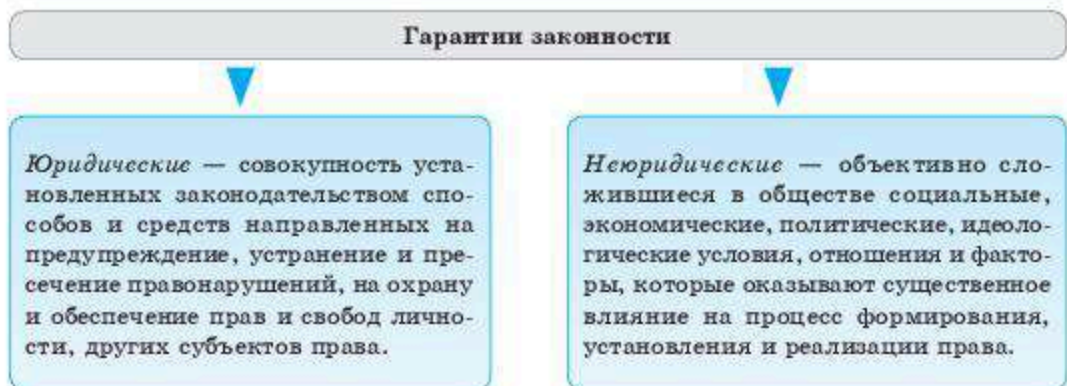 Гарантии законности
Юридические — совокупность уста-
новленных законодательством спо-
собов и средств направленных на
предупреждение, устранение и пре-
сечение правонарушений, на охрану
и обеспечение прав и свобод лично-
сти, других субъектов права.
Неюридические — объективно сло-
жившиеся в обществе социальные,
экономические, политические, идеоло-
гические условия, отношения и факто-
ры, которые оказывают существенное
влияние на процесс формирования,
установления и реализации права.